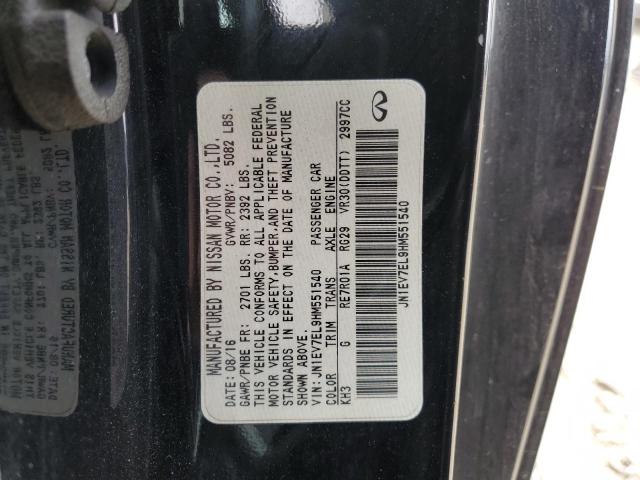 MANUFACTURED BY NISSAN MOTOR CO.,LTD.
DATE: 08/16 GVWR/PNBV: 5082 LBS.
GAWR/PNBE FR: 2701 LBS. RR: 2392 LBS.
THIS VEHICLE CONFORMS TO ALL APPLICABLE FEDERAL
MOTOR VEHICLE SAFETY, BUMPER, AND THEFT PREVENTION
STANDARDS IN EFFECT ON THE DATE OF MANUFACTURE
SHOWN ABOVE.
VIN: JN1EV7EL9HM551540 PASSENGER CAR
COLOR TRIM TRANS AXLE ENGINE
KH3 G RE7R01A RG29 VR30(DDTT) 2997CC
JN1EV7EL9HM551540